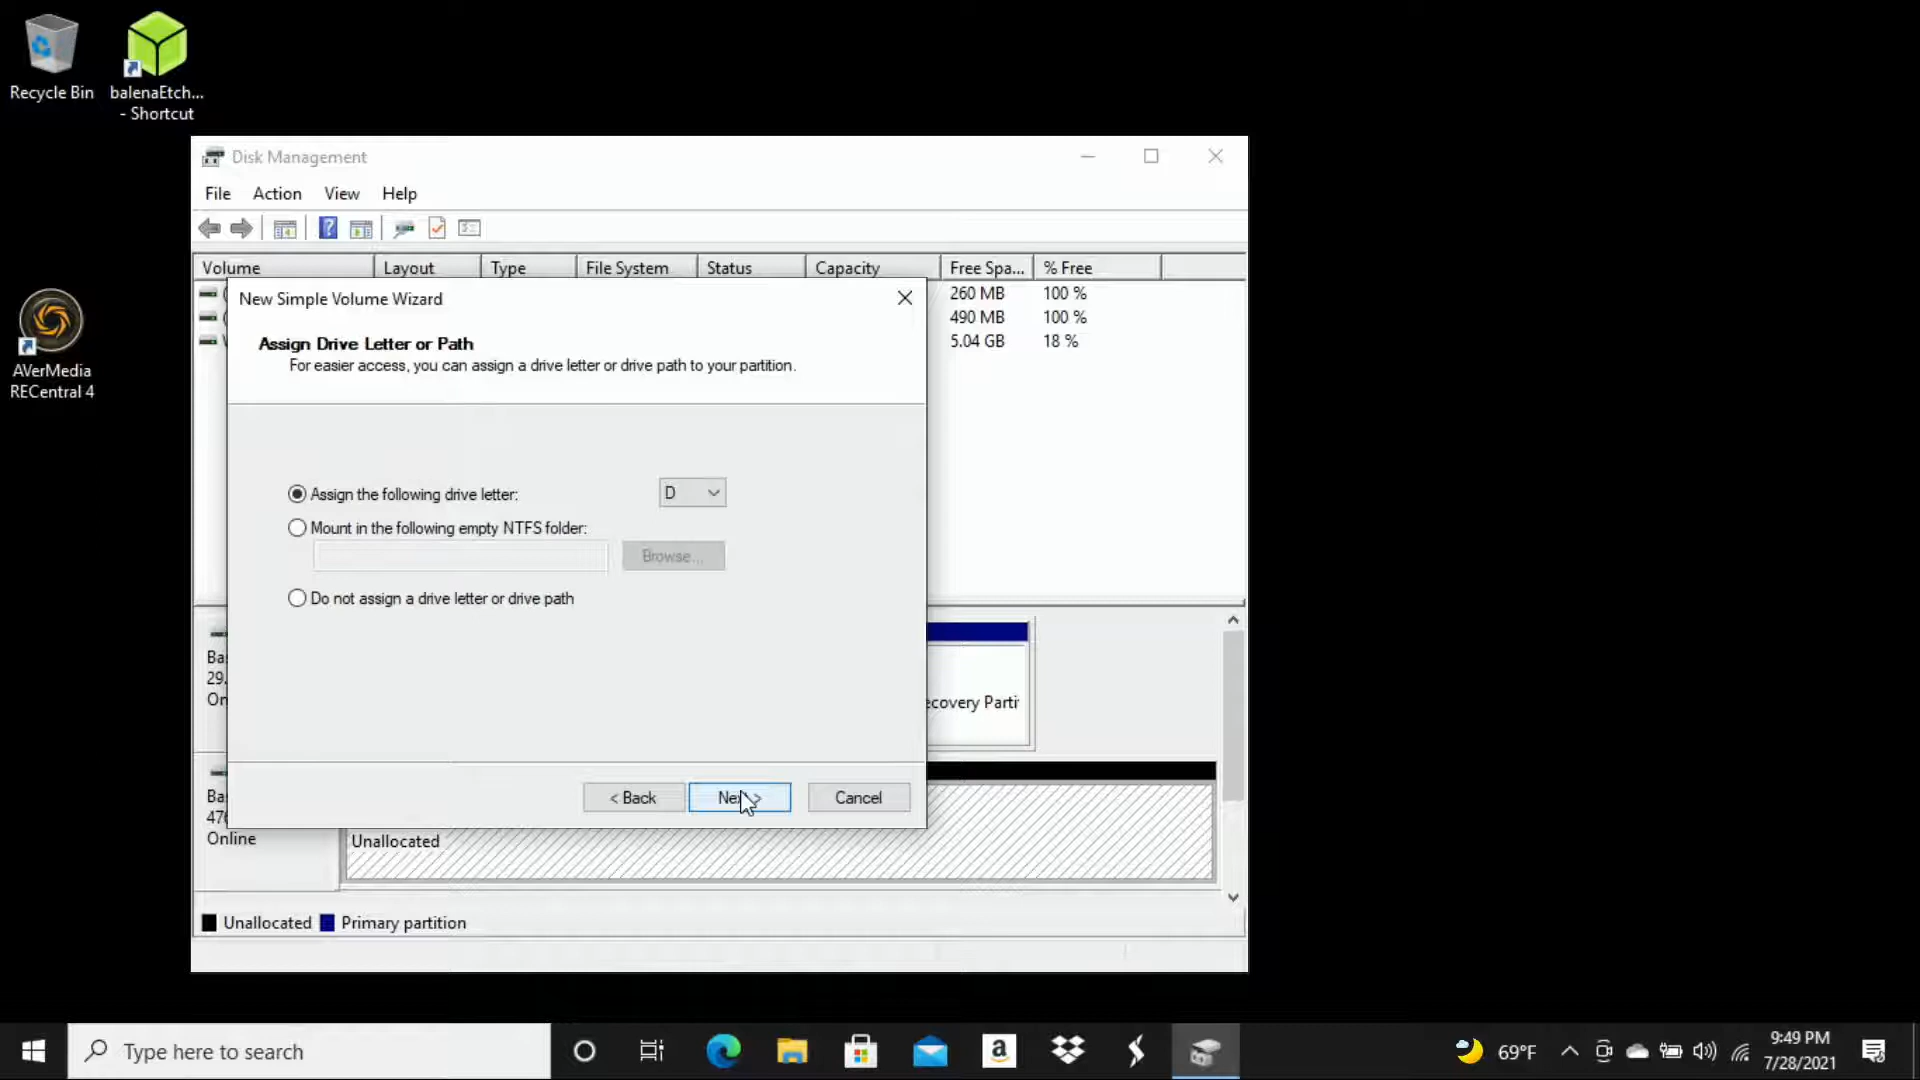 Recycle Bin
balenaEtch...
- Shortcut
AVerMedia
RECentral 4
Disk Management
File Action View Help
Volume Layout Type File System Status Capacity Free Spa... % Free
260 MB 100 %
490 MB 100 %
5.04 GB 18 %
New Simple Volume Wizard
Assign Drive Letter or Path
For easier access, you can assign a drive letter or drive path to your partition.
Assign the following drive letter: D
Mount in the following empty NTFS folder:
Browse...
Do not assign a drive letter or drive path
< Back Next > Cancel
29.
ecovery Parti
Online
Unallocated
Unallocated Primary partition
Type here to search
69°F
9:49 PM
7/28/2021